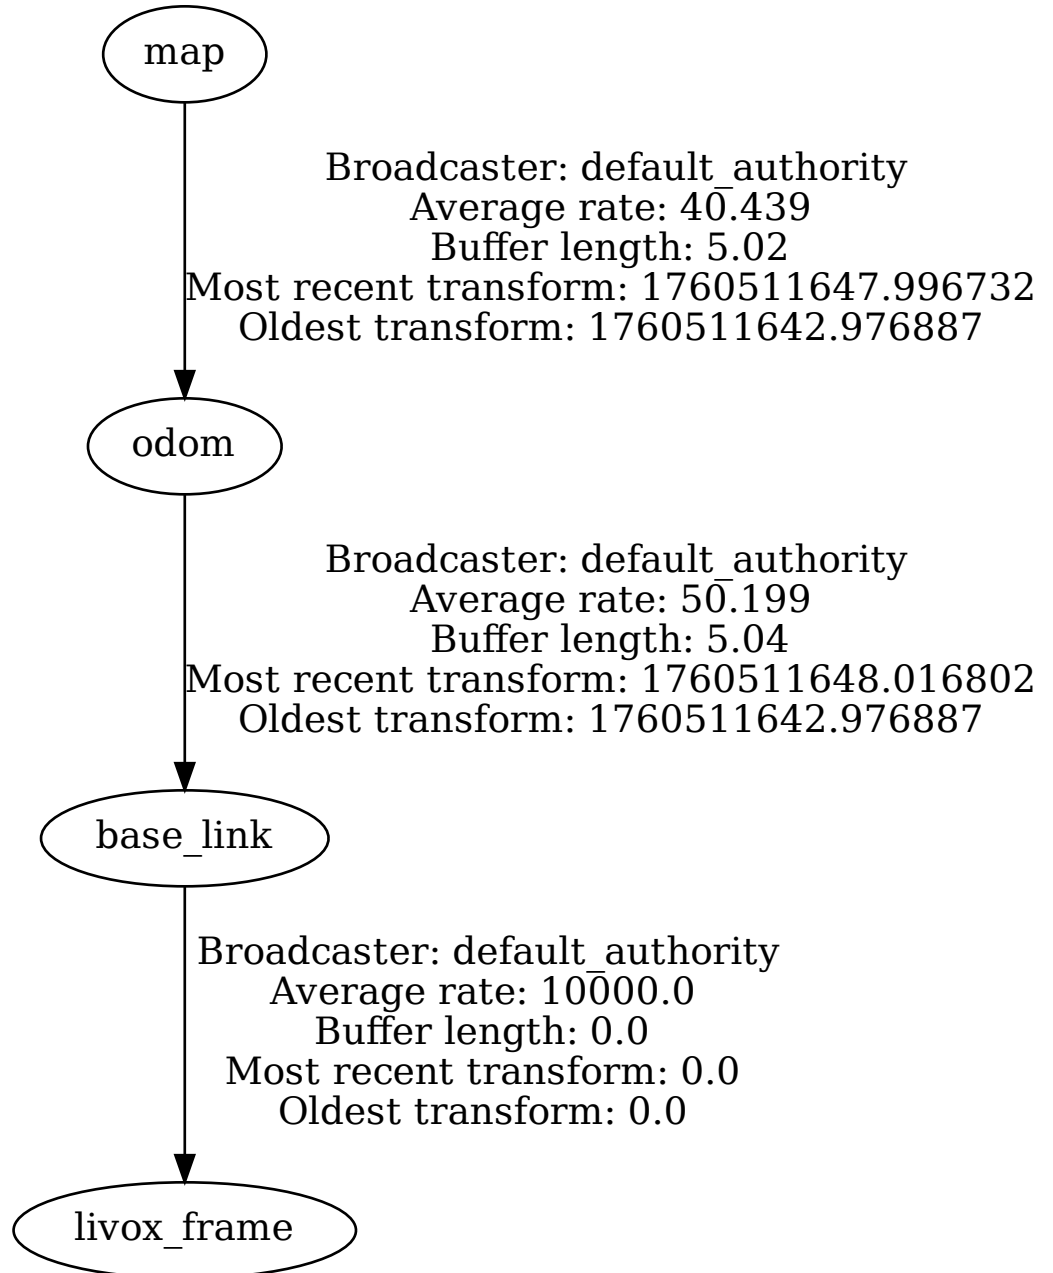 map
Broadcaster: default_authority
Average rate: 40.439
Buffer length: 5.02
Most recent transform: 1760511647.996732
Oldest transform: 1760511642.976887
odom
Broadcaster: default_authority
Average rate: 50.199
Buffer length: 5.04
Most recent transform: 1760511648.016802
Oldest transform: 1760511642.976887
base_link
Broadcaster: default_authority
Average rate: 10000.0
Buffer length: 0.0
Most recent transform: 0.0
Oldest transform: 0.0
livox_frame